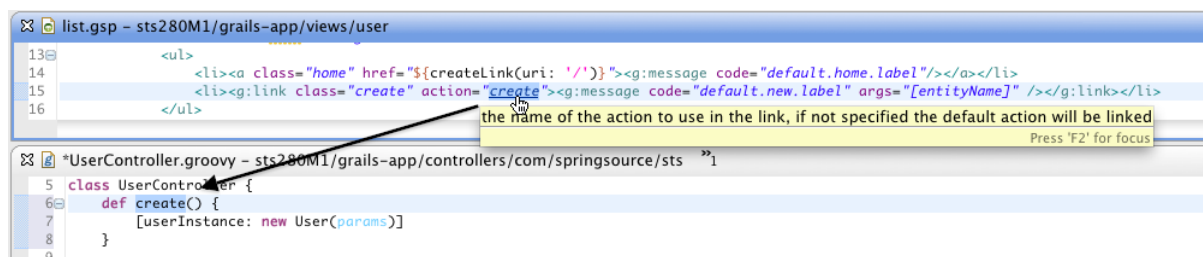 list.gsp – sts280M1/grails-app/views/user
13 <ul>
14 <li><a class="home" href="${createLink(uri: '/')}"><g:message code="default.home.label"/></a></li>
15 <li><g:link class="create" action="create"><g:message code="default.new.label" args="[entityName]" /></g:link></li>
16 </ul>
the name of the action to use in the link, if not specified the default action will be linked
Press 'F2' for focus
*UserController.groovy – sts280M1/grails-app/controllers/com/springsource/sts »1
5 class UserController {
6 def create() {
7 [userInstance: new User(params)]
8 }
9